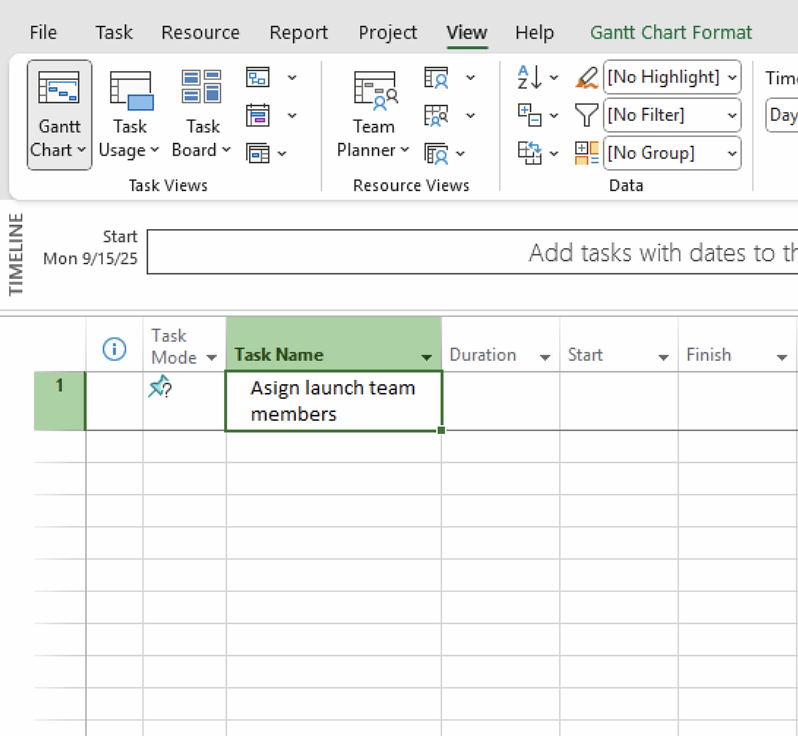 File Task Resource Report Project View Help Gantt Chart Format
Gantt Chart
Task Usage
Task Board
Team Planner
A Z
[No Highlight]
[No Filter]
[No Group]
Task Views
Resource Views
Data
TIMELINE
Start
Mon 9/15/25
Add tasks with dates to
Task Mode
Task Name
Duration
Start
Finish
1
?
Asign launch team
members